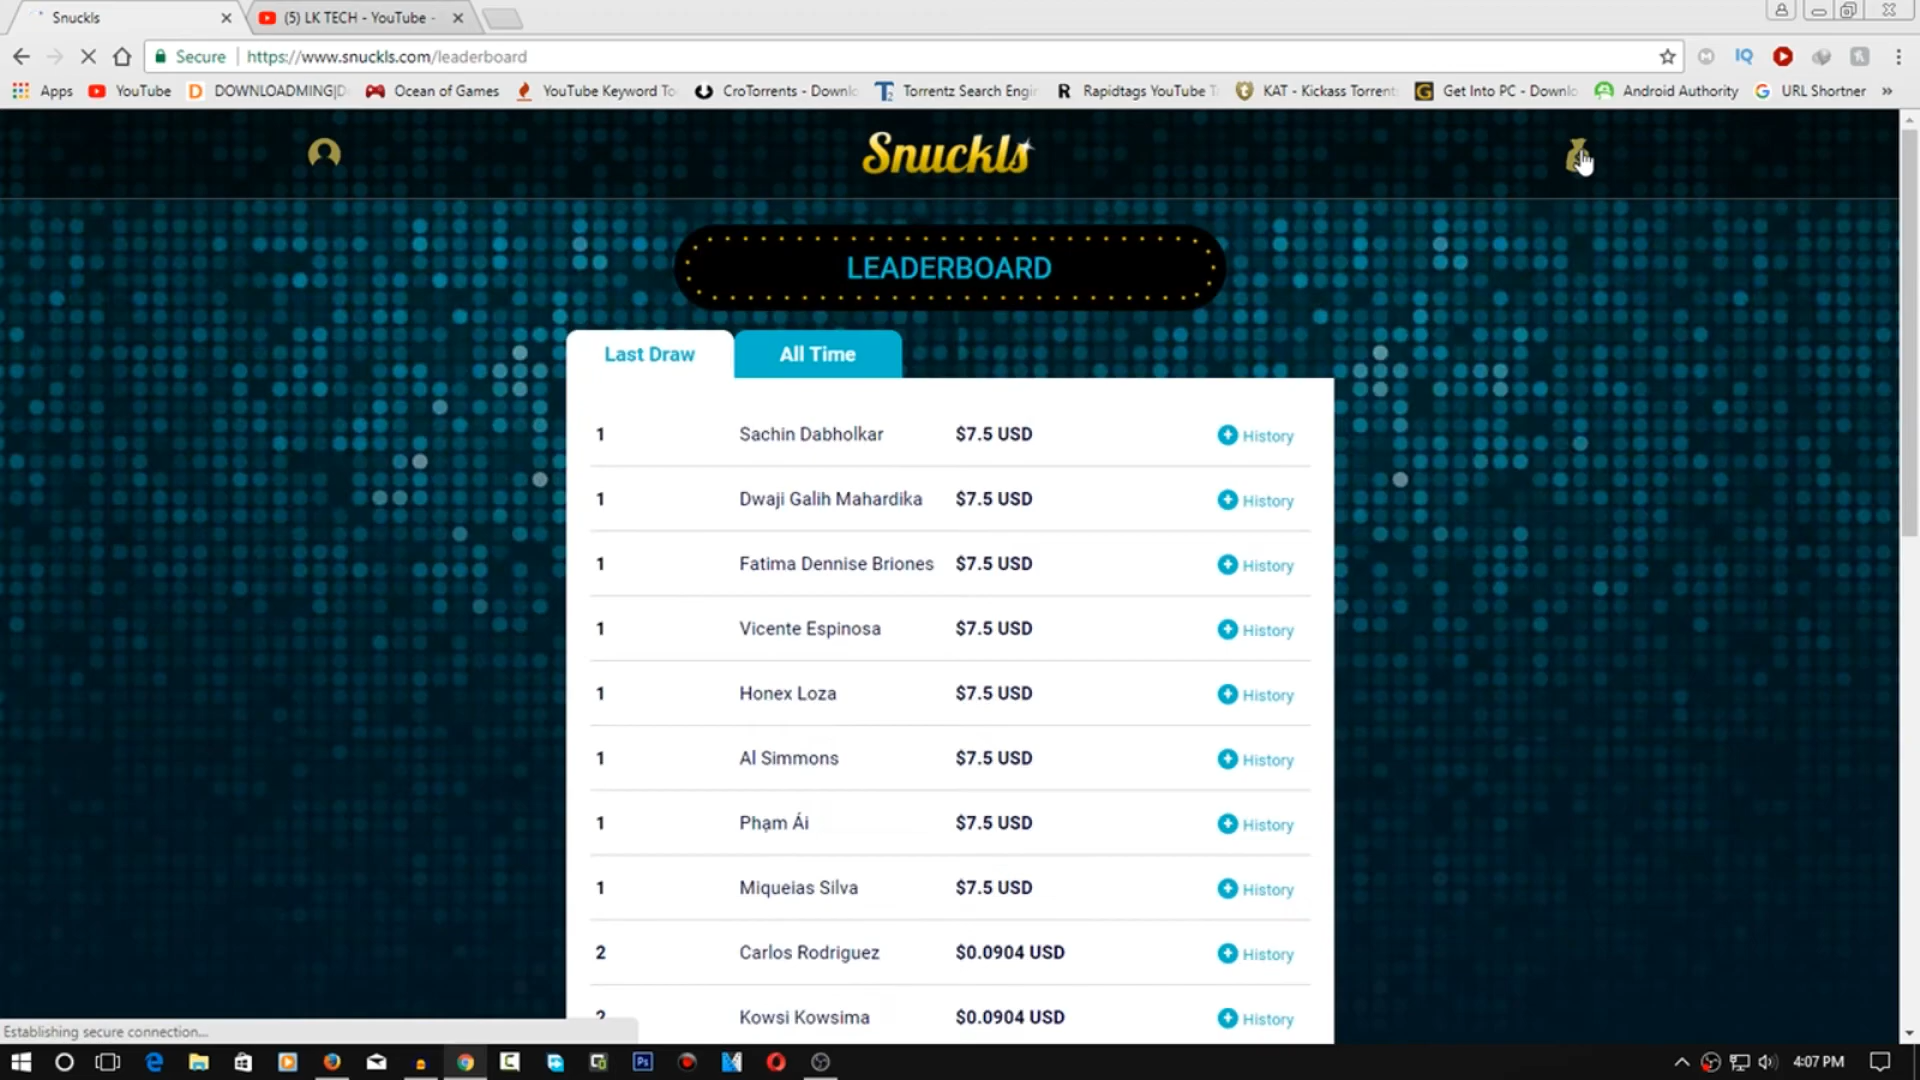 Snuckls
(5) LK TECH - YouTube -
Secure
https://www.snuckls.com/leaderboard
IQ
Apps
YouTube
DOWNLOADMING|D
Ocean of Games
YouTube Keyword To
CroTorrents - Downlo
Torrentz Search Engin
Rapidtags YouTube T
KAT - Kickass Torrent
Get Into PC - Downlo
Android Authority
URL Shortner
»
Snuckls
LEADERBOARD
Last Draw
All Time
1 Sachin Dabholkar $7.5 USD History
1 Dwaji Galih Mahardika $7.5 USD History
1 Fatima Dennise Briones $7.5 USD History
1 Vicente Espinosa $7.5 USD History
1 Honex Loza $7.5 USD History
1 Al Simmons $7.5 USD History
1 Phạm Ái $7.5 USD History
1 Miqueias Silva $7.5 USD History
2 Carlos Rodriguez $0.0904 USD History
2 Kowsi Kowsima $0.0904 USD History
Establishing secure connection...
4:07 PM